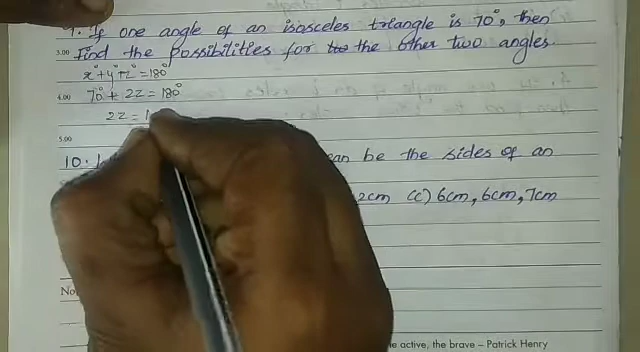 9. If one angle of an isosceles triangle is 70°, then
3.00 Find the possibilities for the the other two angles.
x° + y° + z° = 180°
4.00 70° + 2z = 180°
2z = 1
5.00
10. can be the sides of an
2cm (c) 6cm, 6cm, 7cm
No
active, the brave – Patrick Henry